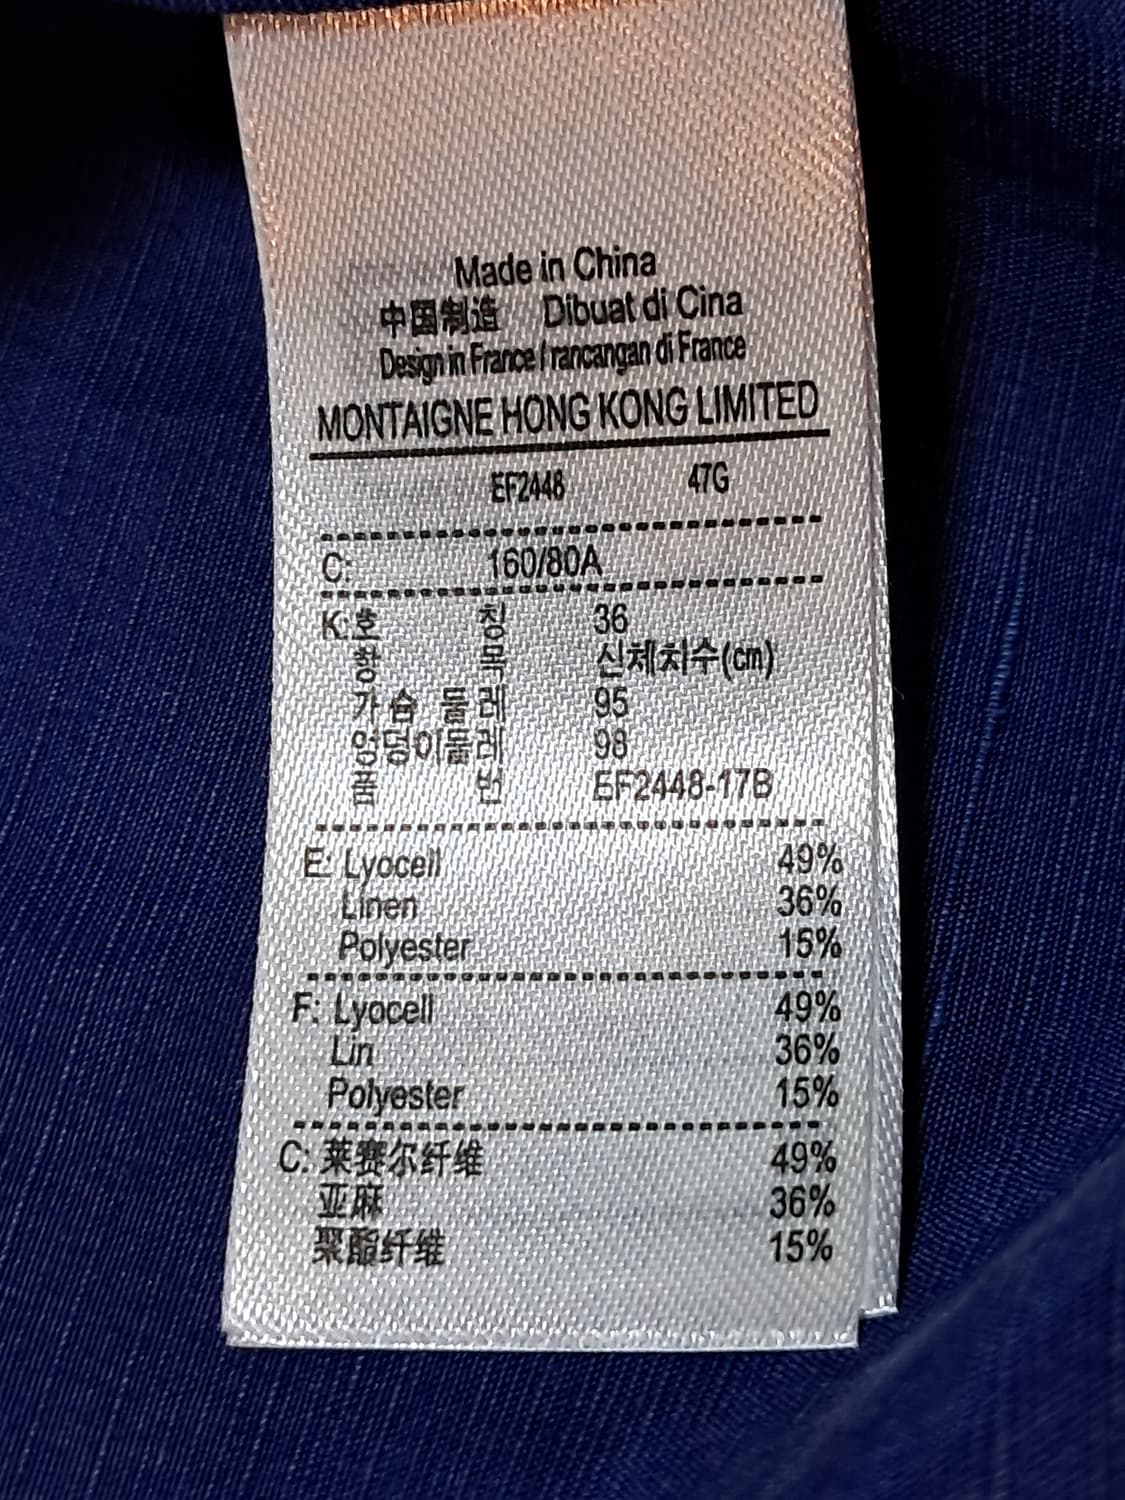 Made in China
中国制造 Dibuat di Cina
Design in France / rancangan di France
MONTAIGNE HONG KONG LIMITED
EF2448 47G
C: 160/80A
K:호 칭 36
항 목 신체치수(cm)
가 슴 둘 레 95
엉덩이둘레 98
품 번 EF2448-17B
E: Lyocell 49%
Linen 36%
Polyester 15%
F: Lyocell 49%
Lin 36%
Polyester 15%
C: 莱赛尔纤维 49%
亚麻 36%
聚酯纤维 15%